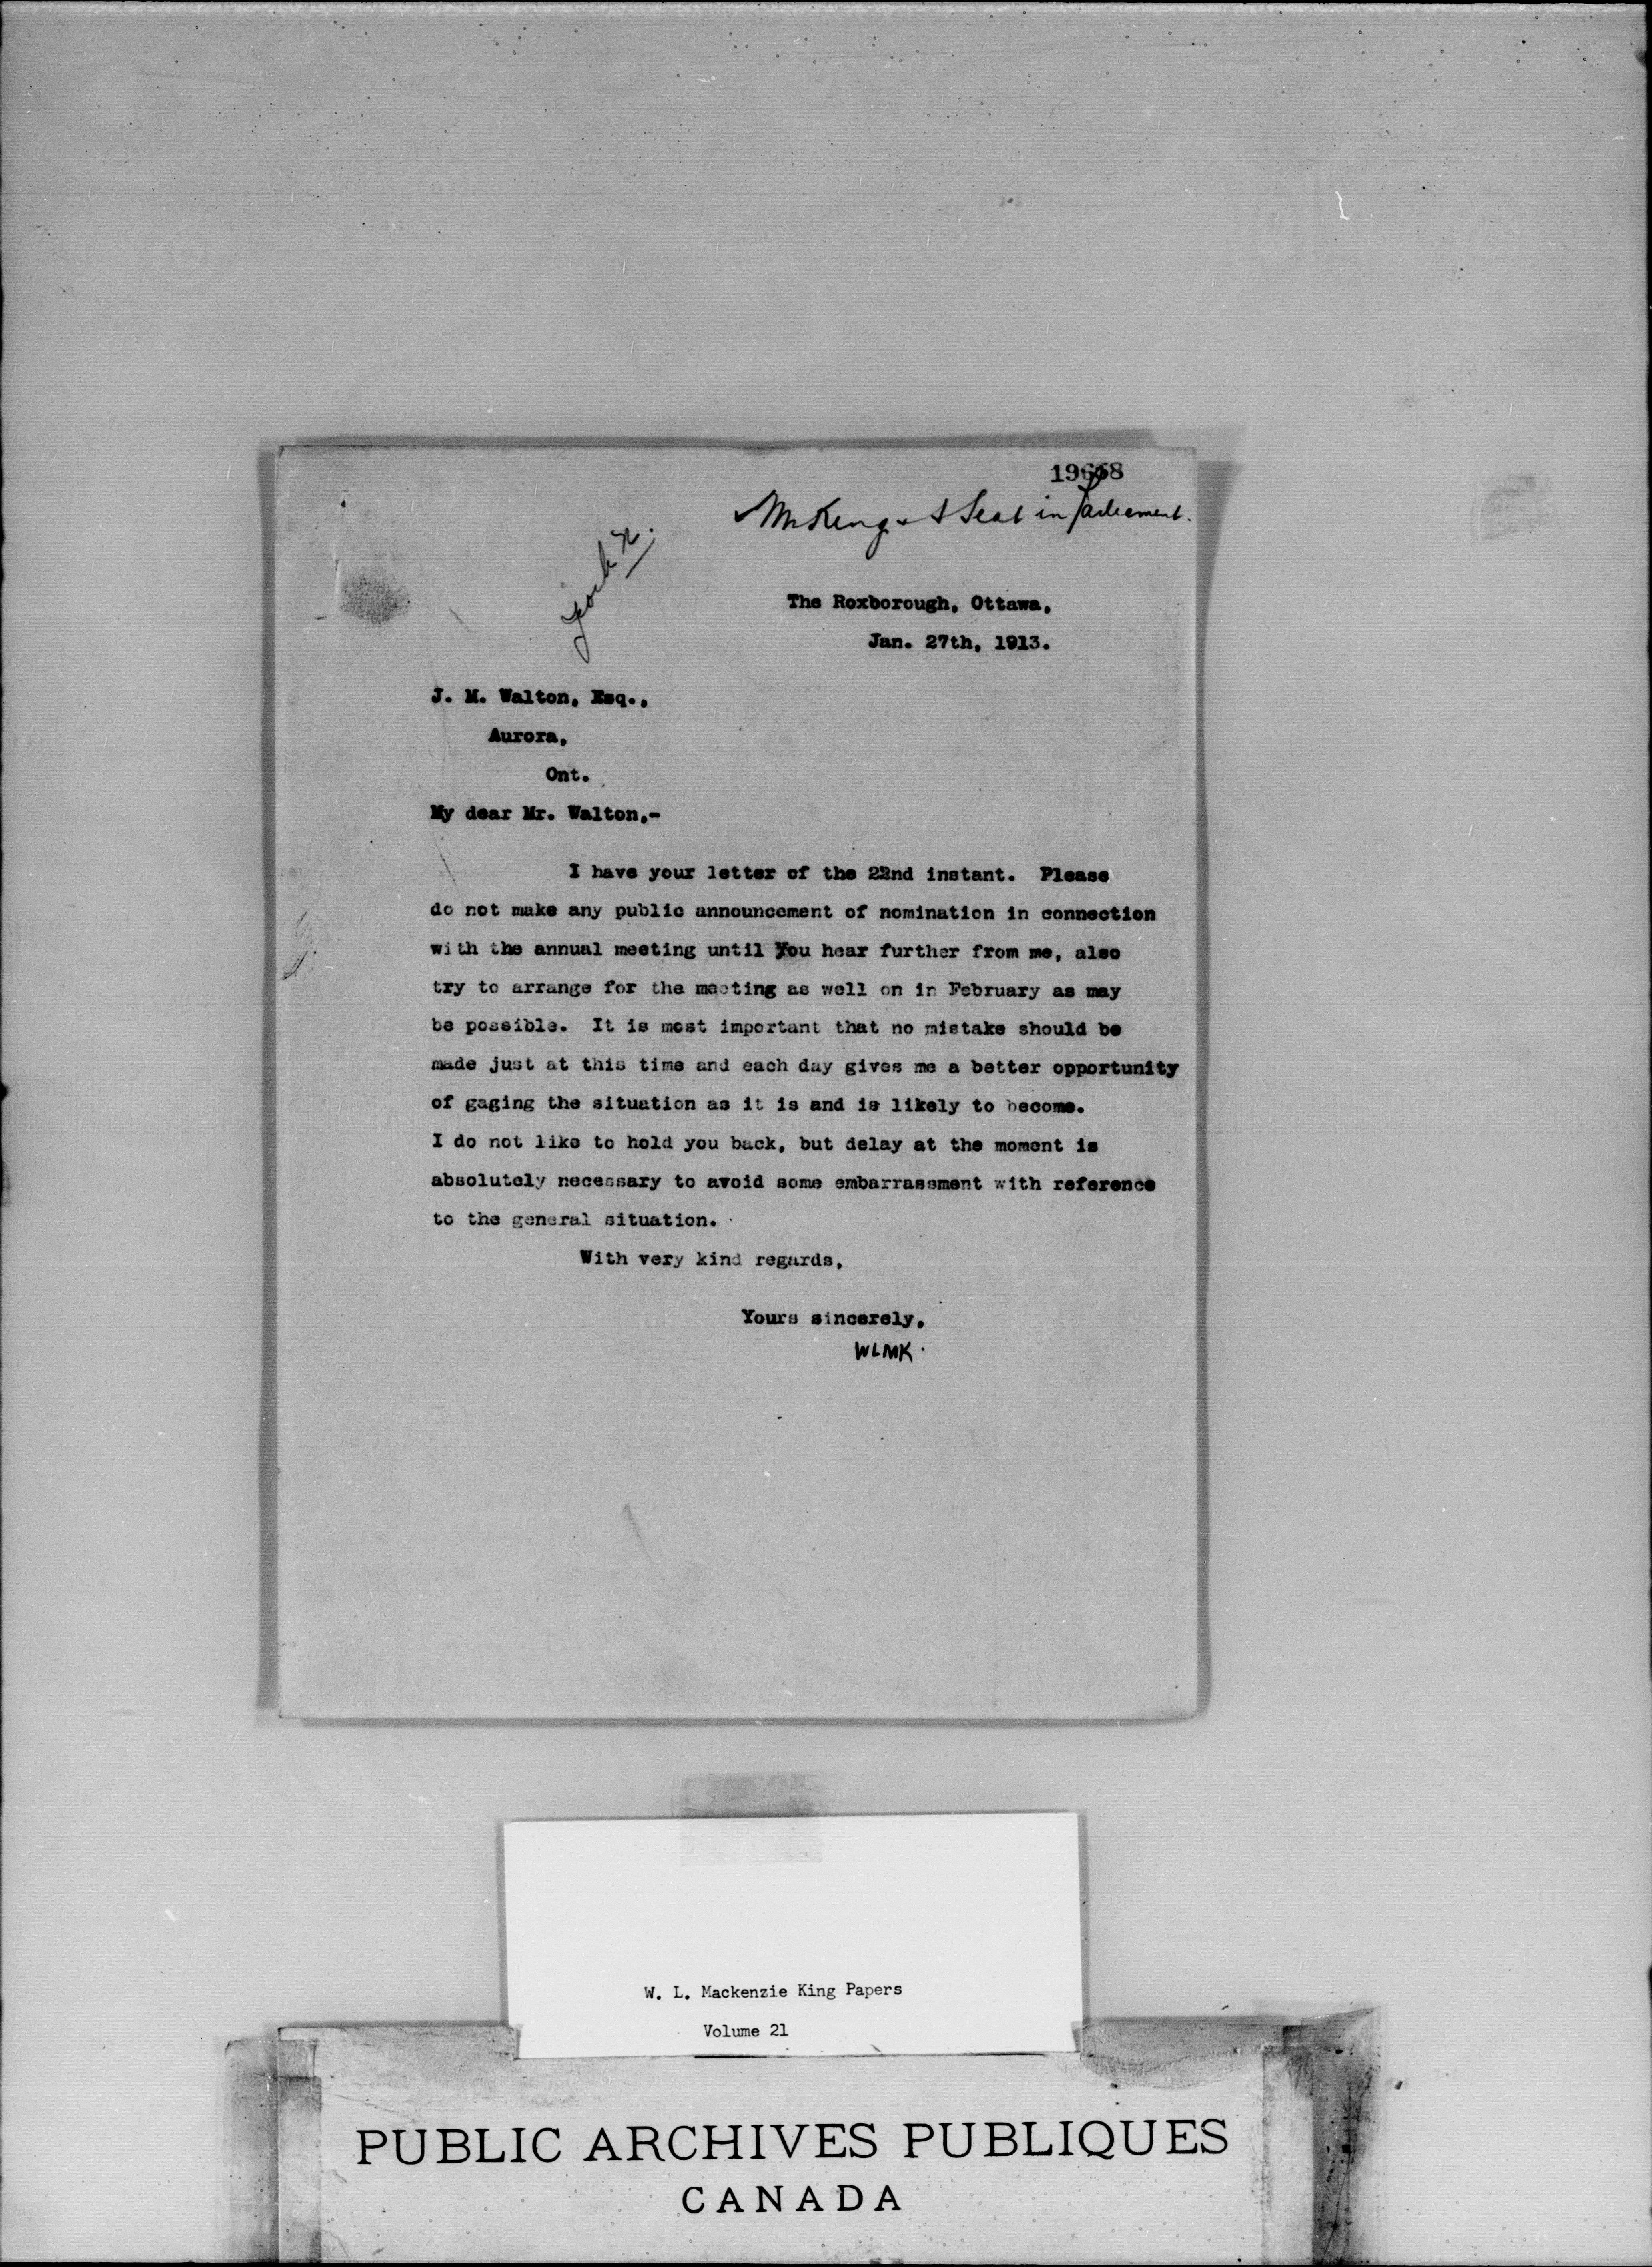 Mr King & A Seat in Parliament.
York N.
The Roxborough, Ottawa,
Jan. 27th, 1913.
J. M. Walton, Esq.,
Aurora,
Ont.
My dear Mr. Walton,-
I have your letter of the 22nd instant. Please
do not make any public announcement of nomination in connection
with the annual meeting until you hear further from me, also
try to arrange for the meeting as well on in February as may
be possible. It is most important that no mistake should be
made just at this time and each day gives me a better opportunity
of gaging the situation as it is and is likely to become.
I do not like to hold you back, but delay at the moment is
absolutely necessary to avoid some embarrassment with reference
to the general situation.
With very kind regards,
Yours sincerely,
WLMK.
W. L. Mackenzie King Papers
Volume 21
PUBLIC ARCHIVES PUBLIQUES
CANADA